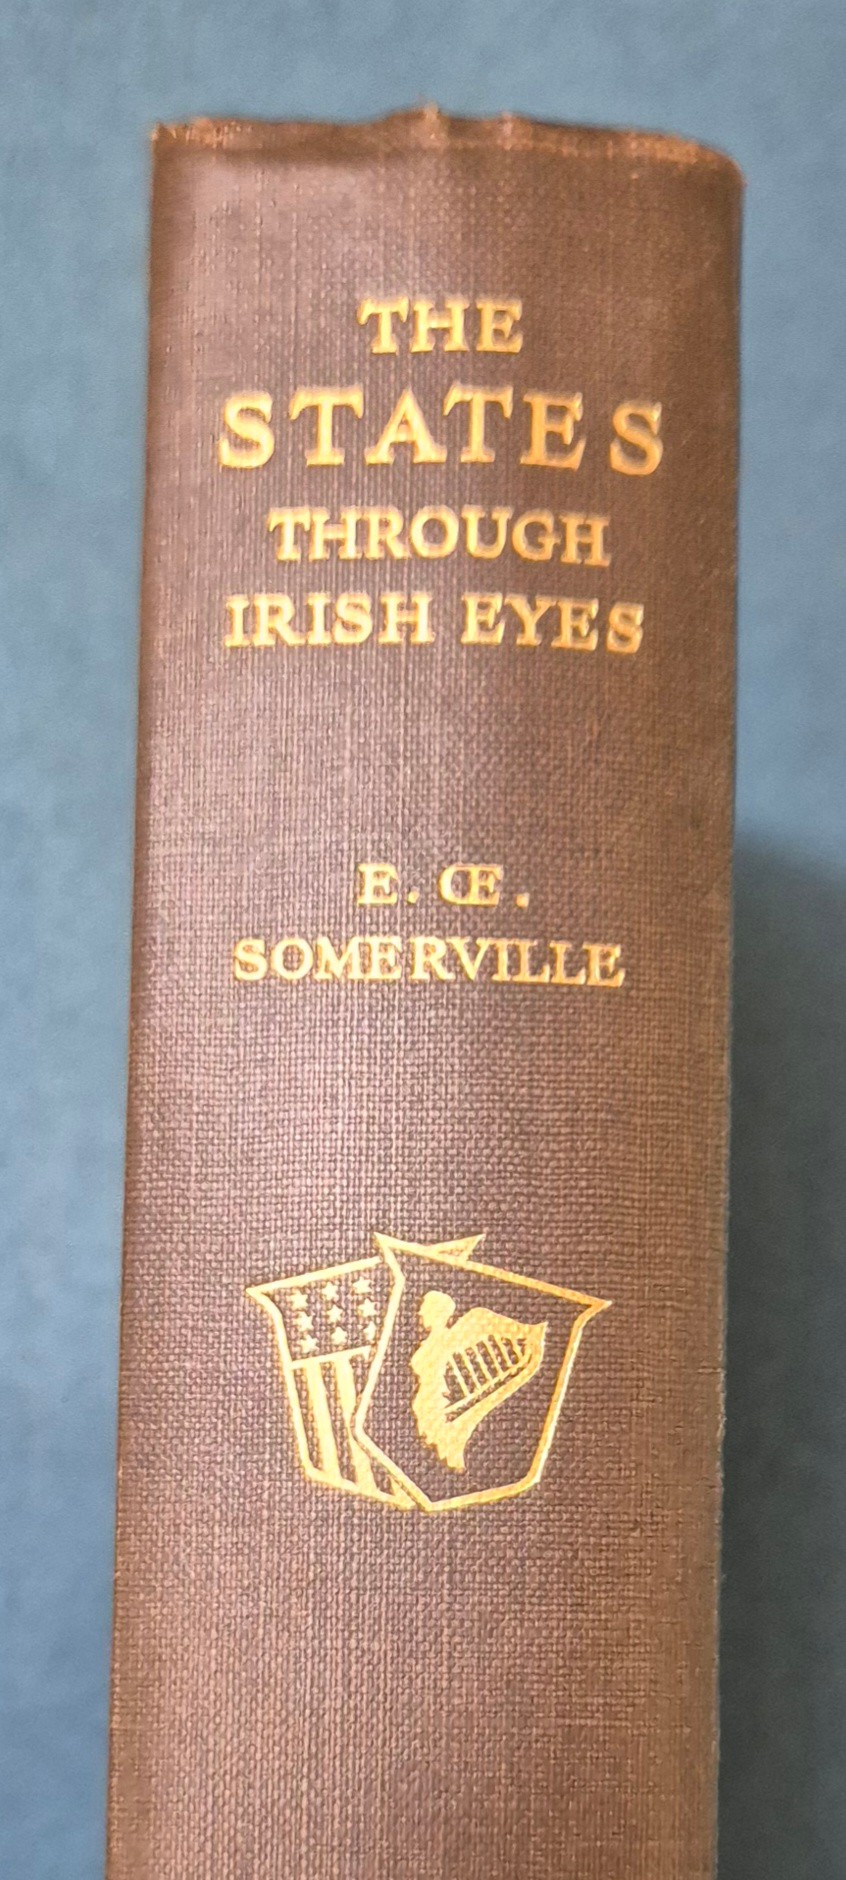 THE
STATES
THROUGH
IRISH EYES
E. Œ.
SOMERVILLE